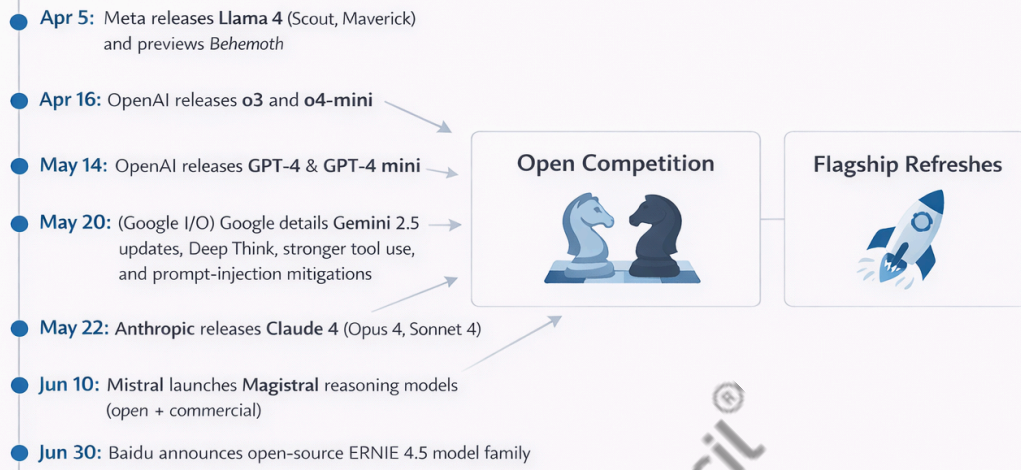 Apr 5: Meta releases Llama 4 (Scout, Maverick)
and previews Behemoth
Apr 16: OpenAI releases o3 and o4-mini
May 14: OpenAI releases GPT-4 & GPT-4 mini
May 20: (Google I/O) Google details Gemini 2.5
updates, Deep Think, stronger tool use,
and prompt-injection mitigations
May 22: Anthropic releases Claude 4 (Opus 4, Sonnet 4)
Jun 10: Mistral launches Magistral reasoning models
(open + commercial)
Jun 30: Baidu announces open-source ERNIE 4.5 model family
Open Competition
Flagship Refreshes